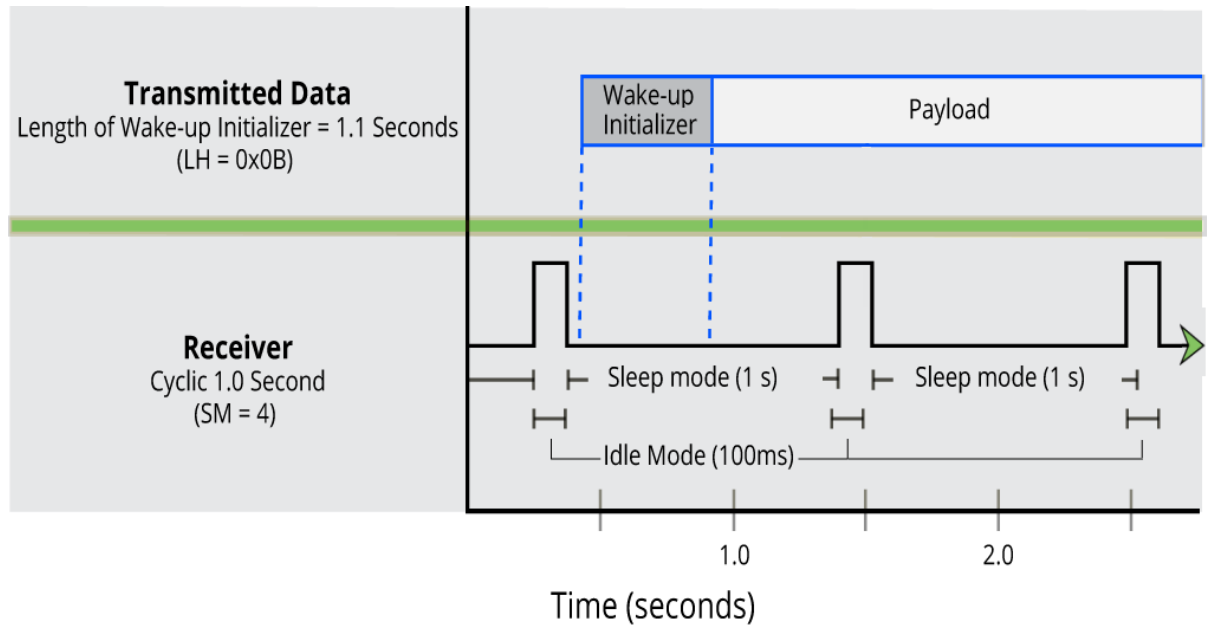 Transmitted Data
Length of Wake-up Initializer = 1.1 Seconds
(LH = 0x0B)
Wake-up
Initializer
Payload
Receiver
Cyclic 1.0 Second
(SM = 4)
Sleep mode (1 s)
Sleep mode (1 s)
Idle Mode (100ms)
1.0
2.0
Time (seconds)